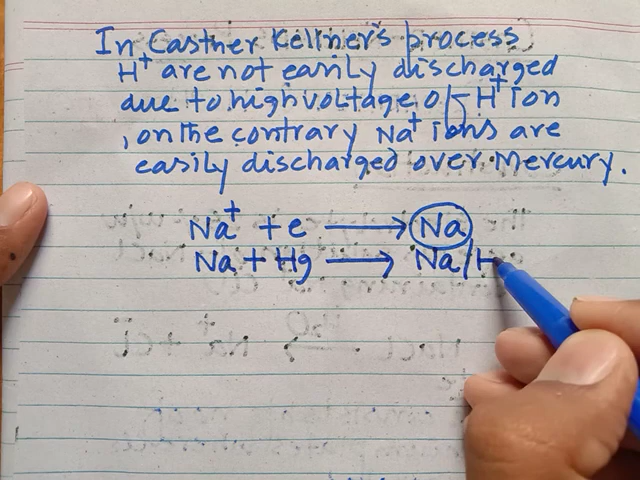 In Castner Kellner's process
H+ are not easily discharged
due to high voltage of H+ ion
, on the contrary Na+ ions are
easily discharged over Mercury.
Na+ + e → Na
Na + Hg → Na/H